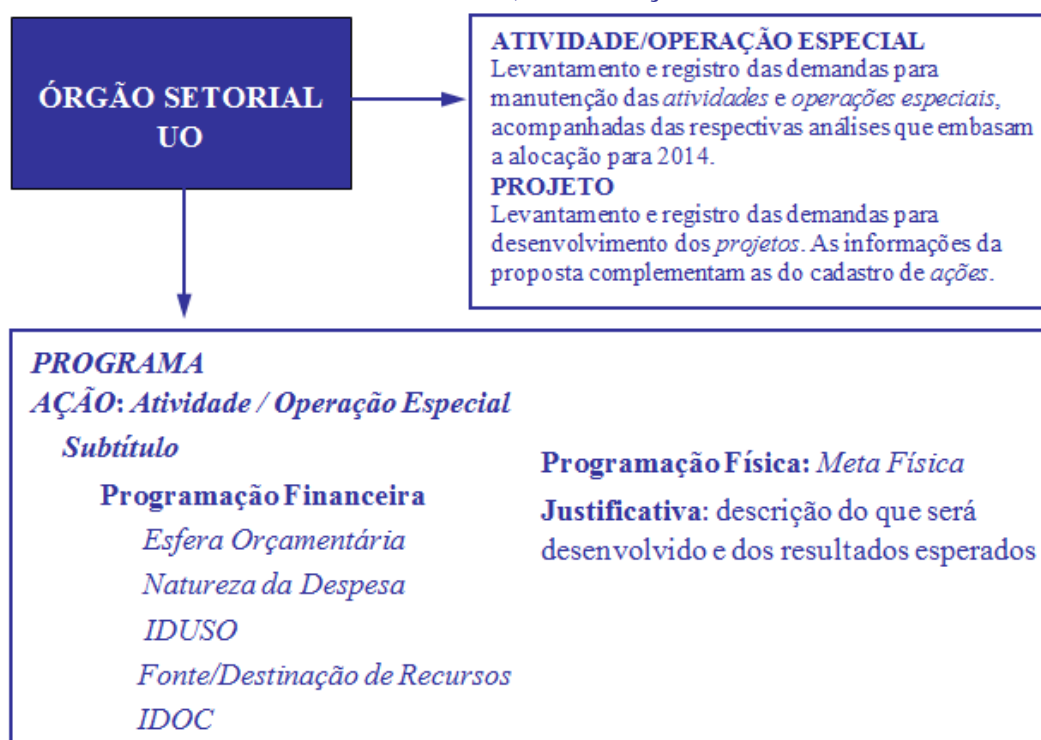 ÓRGÃO SETORIAL
UO
ATIVIDADE/OPERAÇÃO ESPECIAL
Levantamento e registro das demandas para
manutenção das atividades e operações especiais,
acompanhadas das respectivas análises que embasam
a alocação para 2014.
PROJETO
Levantamento e registro das demandas para
desenvolvimento dos projetos. As informações da
proposta complementam as do cadastro de ações.
PROGRAMA
AÇÃO: Atividade / Operação Especial
Subtítulo
Programação Financeira
Esfera Orçamentária
Natureza da Despesa
IDUSO
Fonte/Destinação de Recursos
IDOC
Programação Física: Meta Física
Justificativa: descrição do que será
desenvolvido e dos resultados esperados